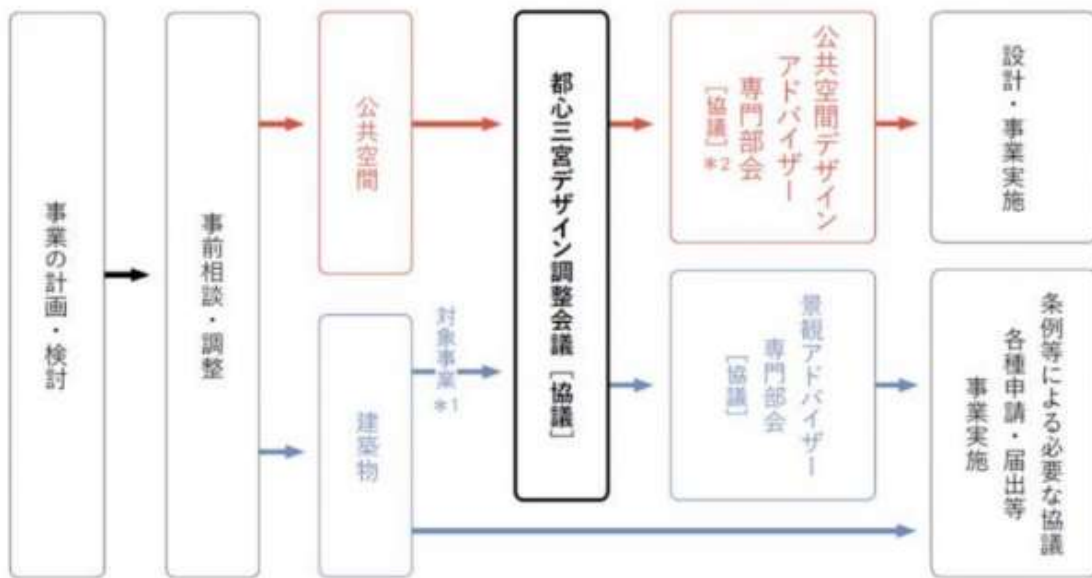 事業の計画・検討
事前相談・調整
公共空間
建築物
対象事業
*1
都心三宮デザイン調整会議 [協議]
公共空間デザイン
アドバイザー
専門部会
[協議] *2
景観アドバイザー
専門部会
[協議]
設計・事業実施
条例等による必要な協議
各種申請・届出等
事業実施